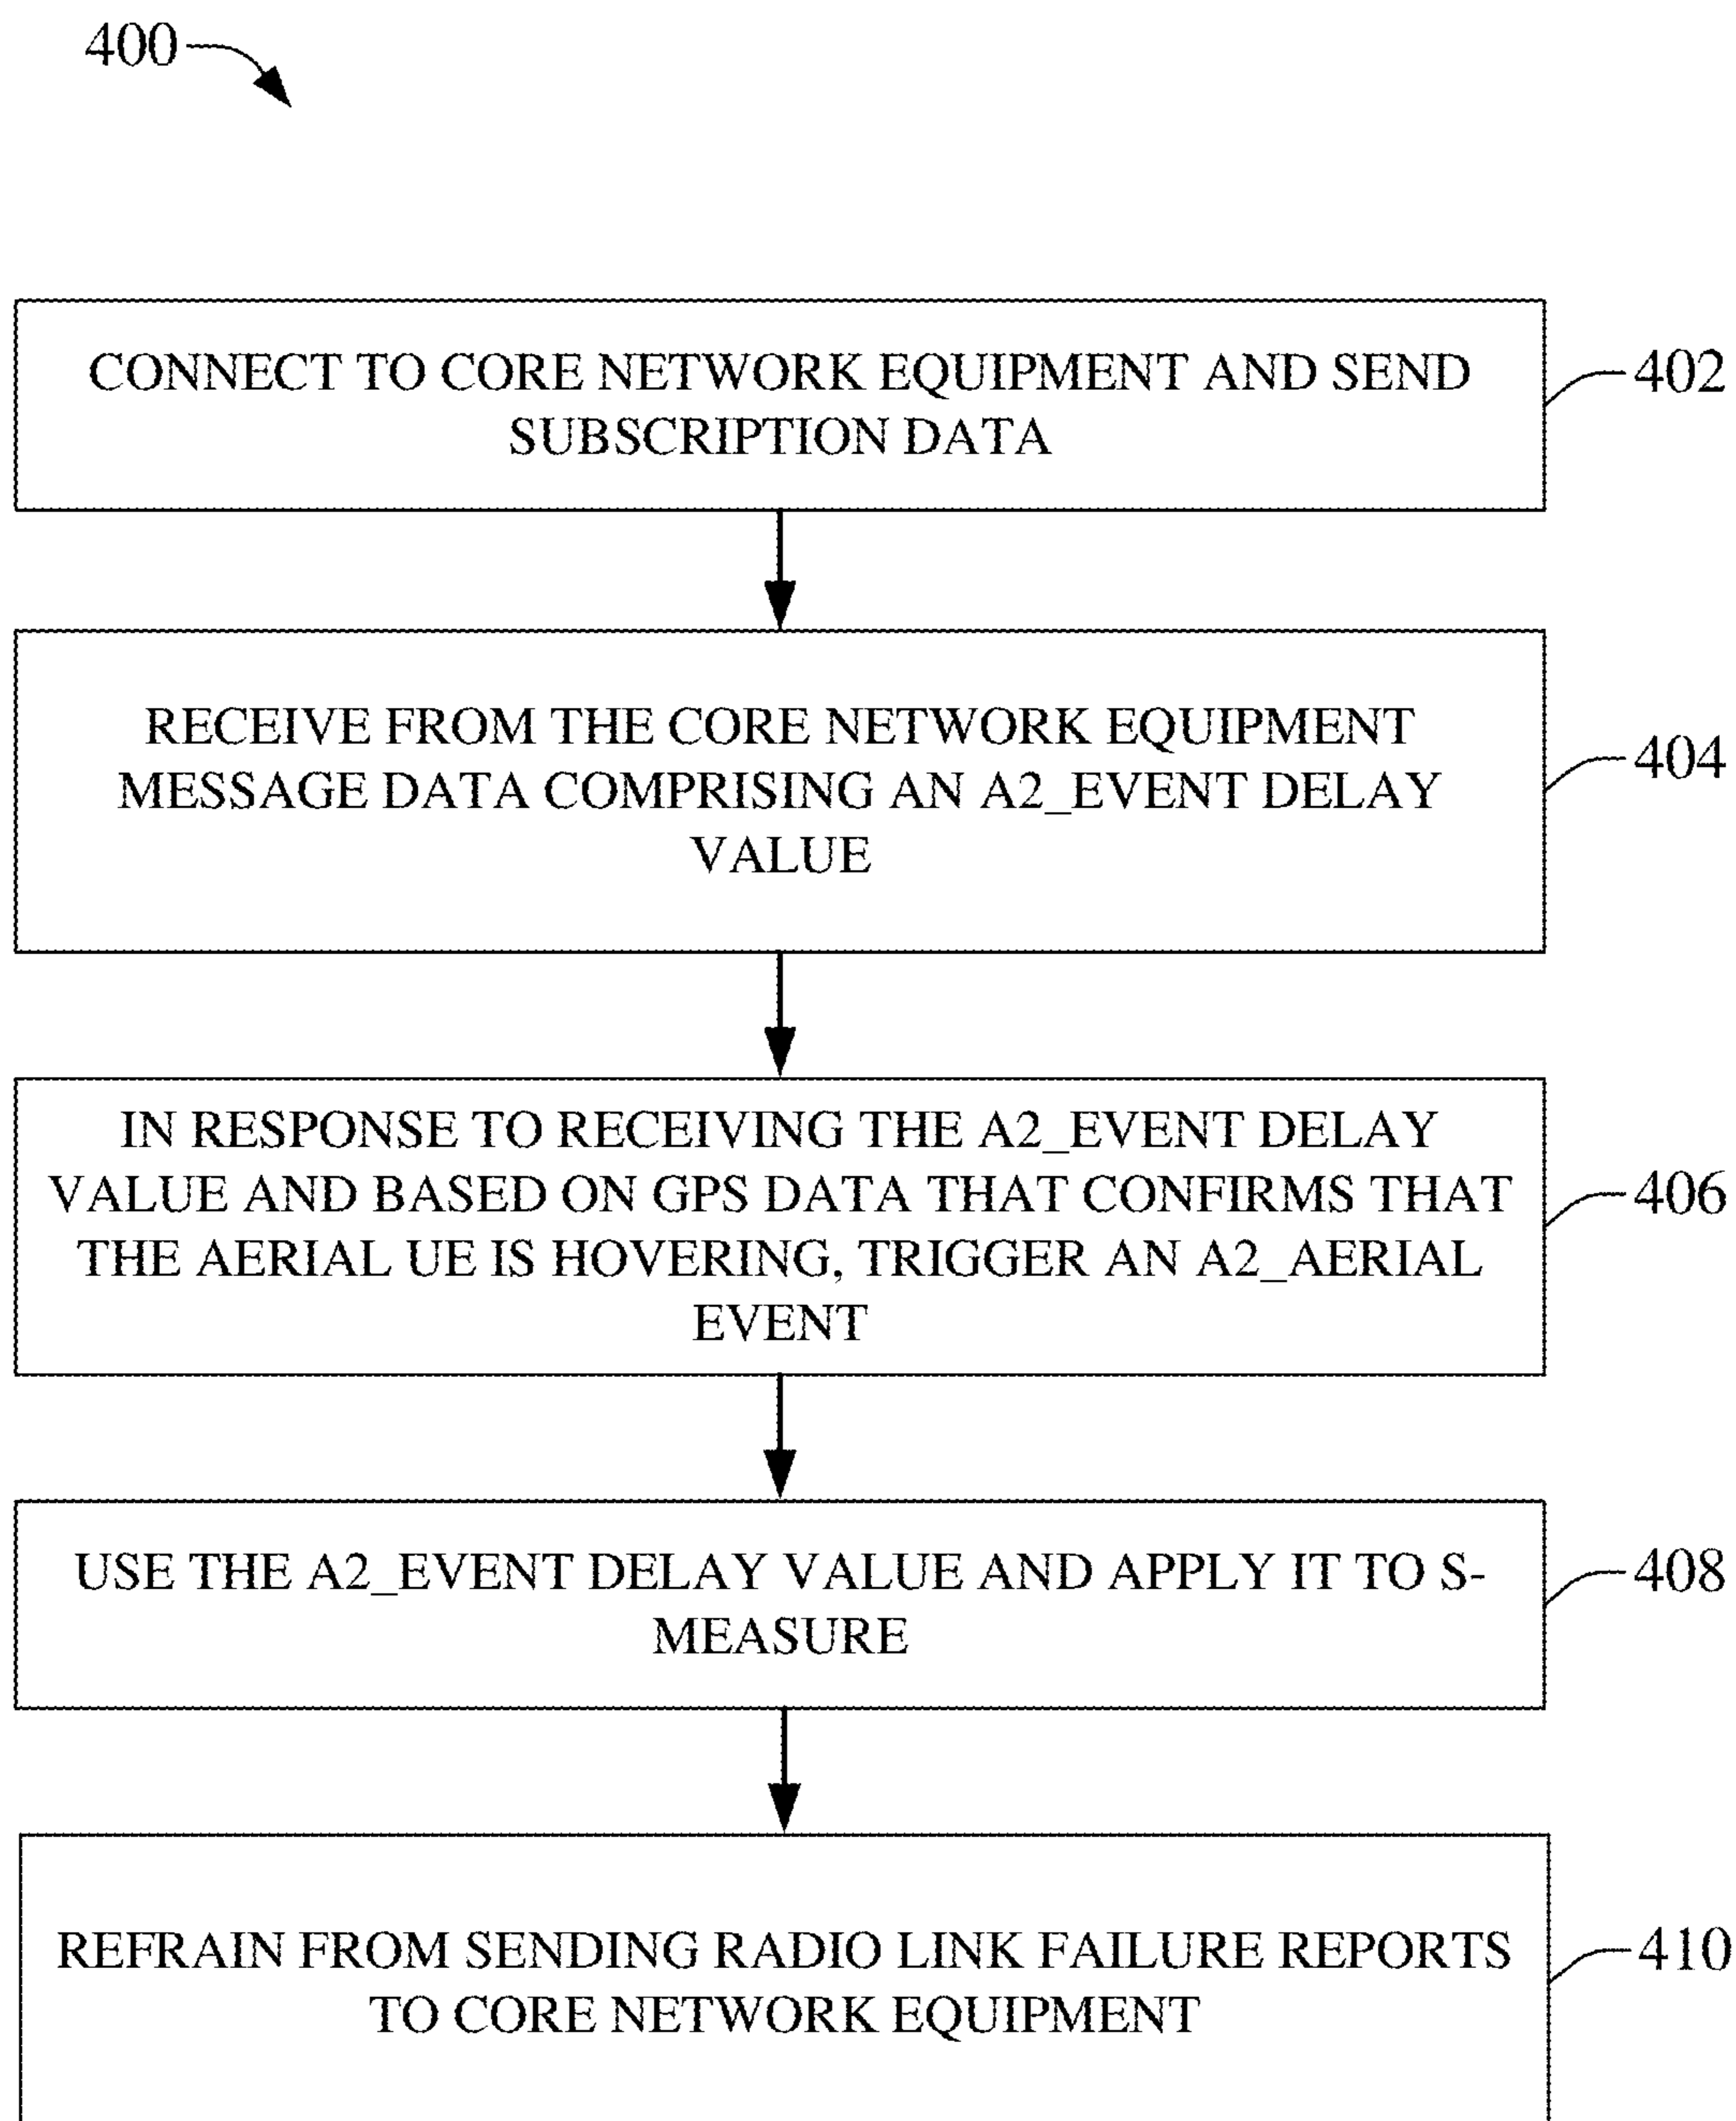 400
CONNECT TO CORE NETWORK EQUIPMENT AND SEND
SUBSCRIPTION DATA
402
RECEIVE FROM THE CORE NETWORK EQUIPMENT
MESSAGE DATA COMPRISING AN A2_EVENT DELAY
VALUE
404
IN RESPONSE TO RECEIVING THE A2_EVENT DELAY
VALUE AND BASED ON GPS DATA THAT CONFIRMS THAT
THE AERIAL UE IS HOVERING, TRIGGER AN A2_AERIAL
EVENT
406
USE THE A2_EVENT DELAY VALUE AND APPLY IT TO S-
MEASURE
408
REFRAIN FROM SENDING RADIO LINK FAILURE REPORTS
TO CORE NETWORK EQUIPMENT
410